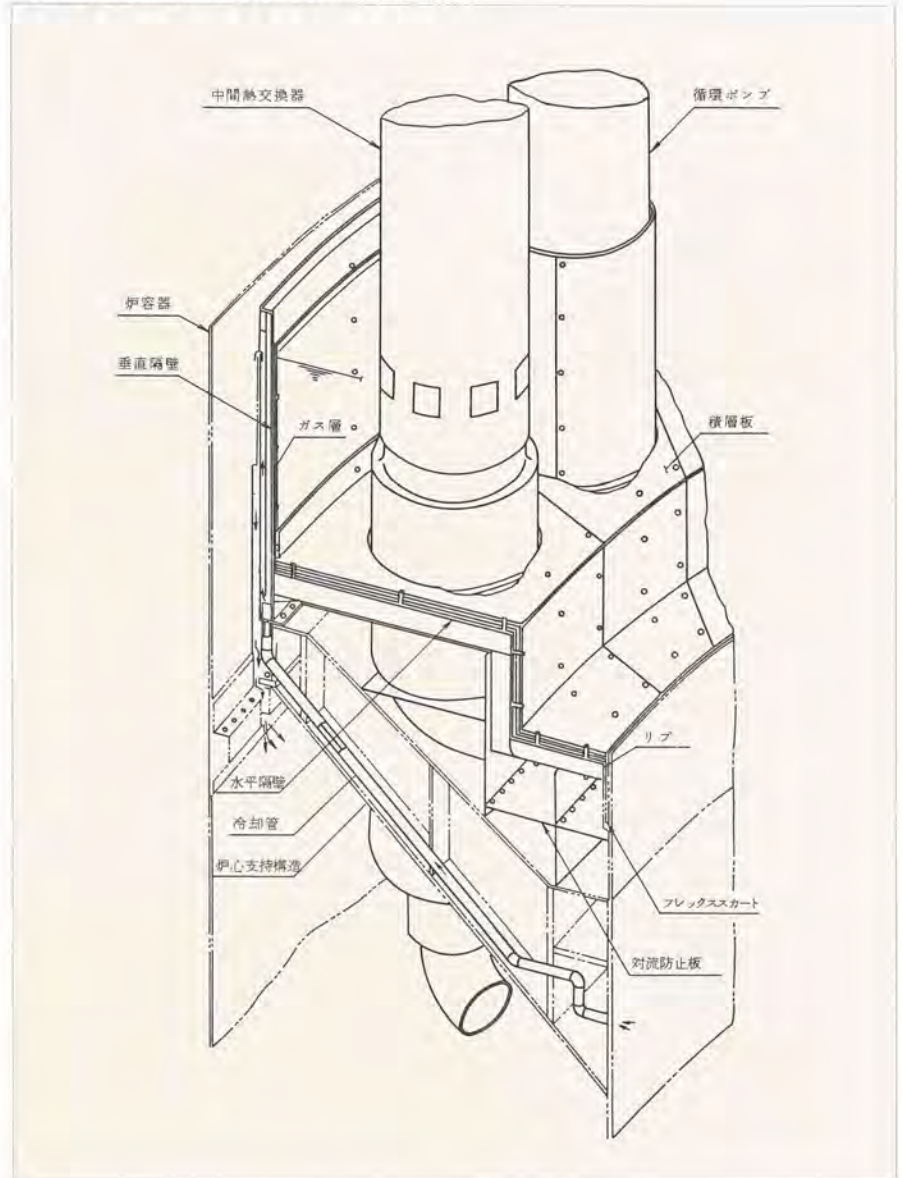 中間熱交換器
循環ポンプ
炉容器
垂直隔壁
ガス層
積層板
リブ
水平隔壁
冷却管
炉心支持構造
フレックススカート
対流防止板